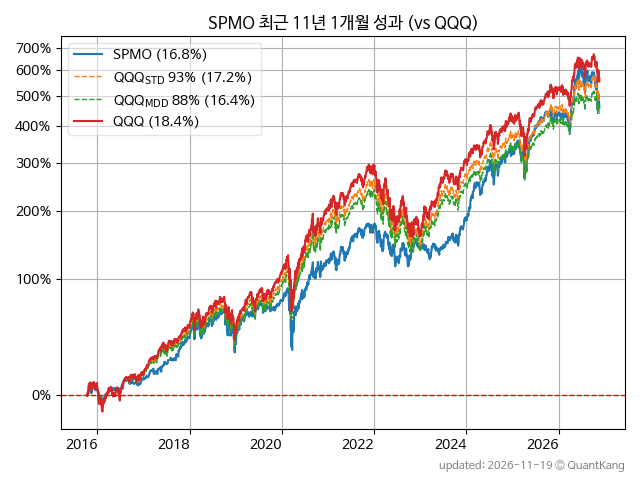 SPMO 최근 11년 1개월 성과 (vs QQQ)
700%
600%
500%
400%
300%
200%
100%
0%
SPMO (16.8%)
QQQSTD 93% (17.2%)
QQQMDD 88% (16.4%)
QQQ (18.4%)
2016 2018 2020 2022 2024 2026
updated: 2026-11-19 © QuantKang